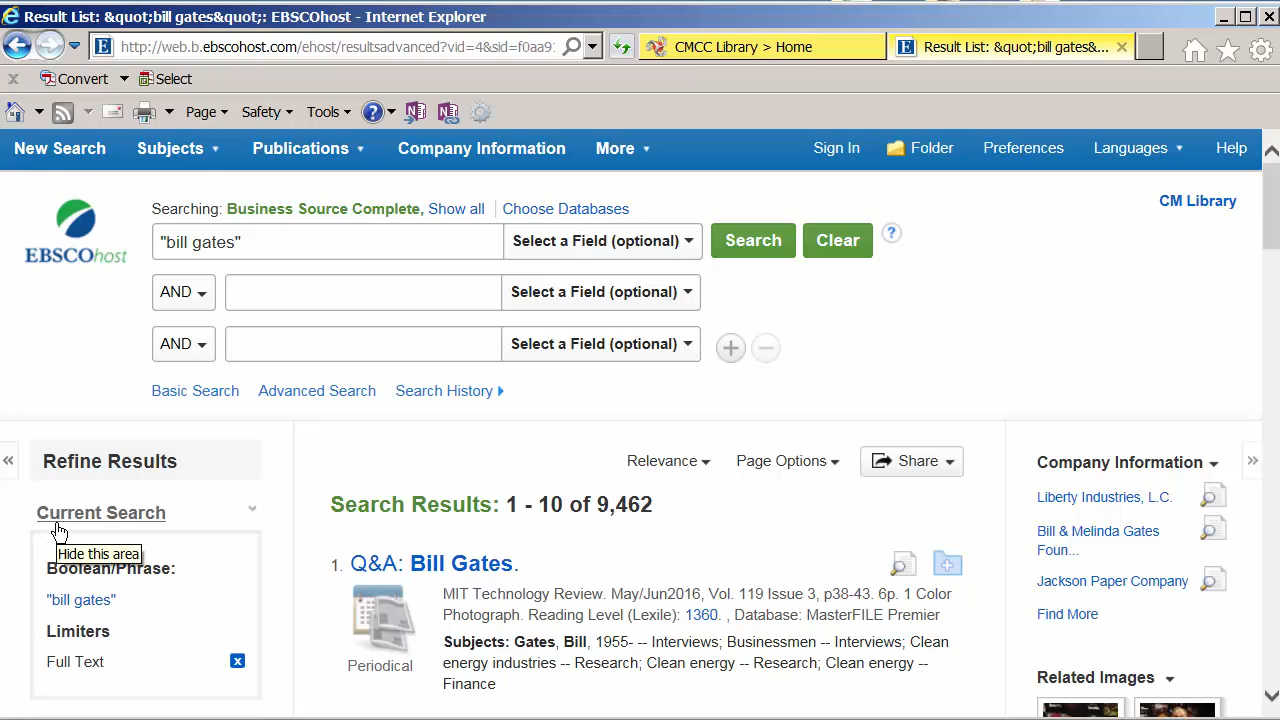 Result List: &quot;bill gates&quot;: EBSCOhost - Internet Explorer
http://web.b.ebscohost.com/ehost/resultsadvanced?vid=4&sid=f0aa9
CMCC Library > Home
Result List: &quot;bill gates&...
Convert
Select
Page
Safety
Tools
New Search
Subjects
Publications
Company Information
More
Sign In
Folder
Preferences
Languages
Help
CM Library
EBSCOhost
Searching: Business Source Complete, Show all
Choose Databases
"bill gates"
Select a Field (optional)
Search
Clear
AND
Select a Field (optional)
AND
Select a Field (optional)
Basic Search
Advanced Search
Search History
Refine Results
Current Search
Hide this area
Boolean/Phrase:
"bill gates"
Limiters
Full Text
Relevance
Page Options
Share
Search Results: 1 - 10 of 9,462
1. Q&A: Bill Gates.
MIT Technology Review. May/Jun2016, Vol. 119 Issue 3, p38-43. 6p. 1 Color
Photograph. Reading Level (Lexile): 1360. , Database: MasterFILE Premier
Periodical
Subjects: Gates, Bill, 1955- -- Interviews; Businessmen -- Interviews; Clean
energy industries -- Research; Clean energy -- Research; Clean energy --
Finance
Company Information
Liberty Industries, L.C.
Bill & Melinda Gates
Foun...
Jackson Paper Company
Find More
Related Images